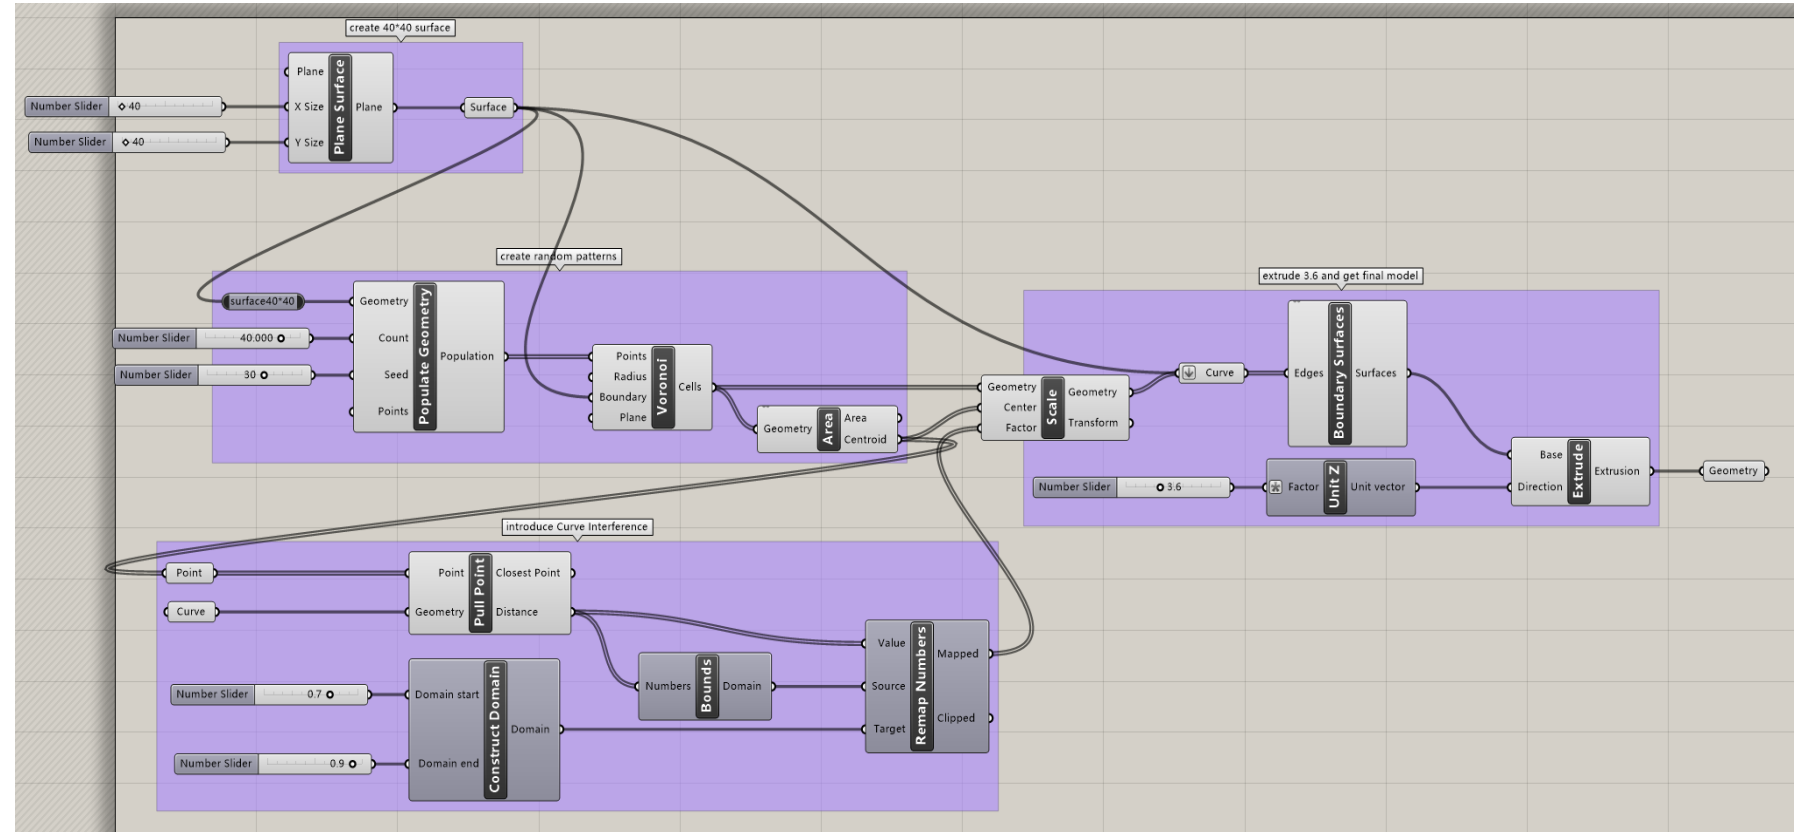 create 40*40 surface
Plane
X Size
Y Size
Plane Surface
Plane
Surface
Number Slider
40
Number Slider
40
create random patterns
surface40*40
Number Slider
40.000
Number Slider
30
Geometry
Count
Seed
Points
Populate Geometry
Population
Points
Radius
Boundary
Plane
Voronoi
Cells
Geometry
Area
Area
Centroid
Geometry
Center
Factor
Scale
Geometry
Transform
extrude 3.6 and get final model
Curve
Edges
Boundary Surfaces
Surfaces
Number Slider
3.6
Factor
Unit Z
Unit vector
Base
Direction
Extrude
Extrusion
Geometry
introduce Curve Interference
Point
Curve
Point
Geometry
Pull Point
Closest Point
Distance
Number Slider
0.7
Number Slider
0.9
Domain start
Domain end
Construct Domain
Domain
Numbers
Bounds
Domain
Value
Source
Target
Remap Numbers
Mapped
Clipped